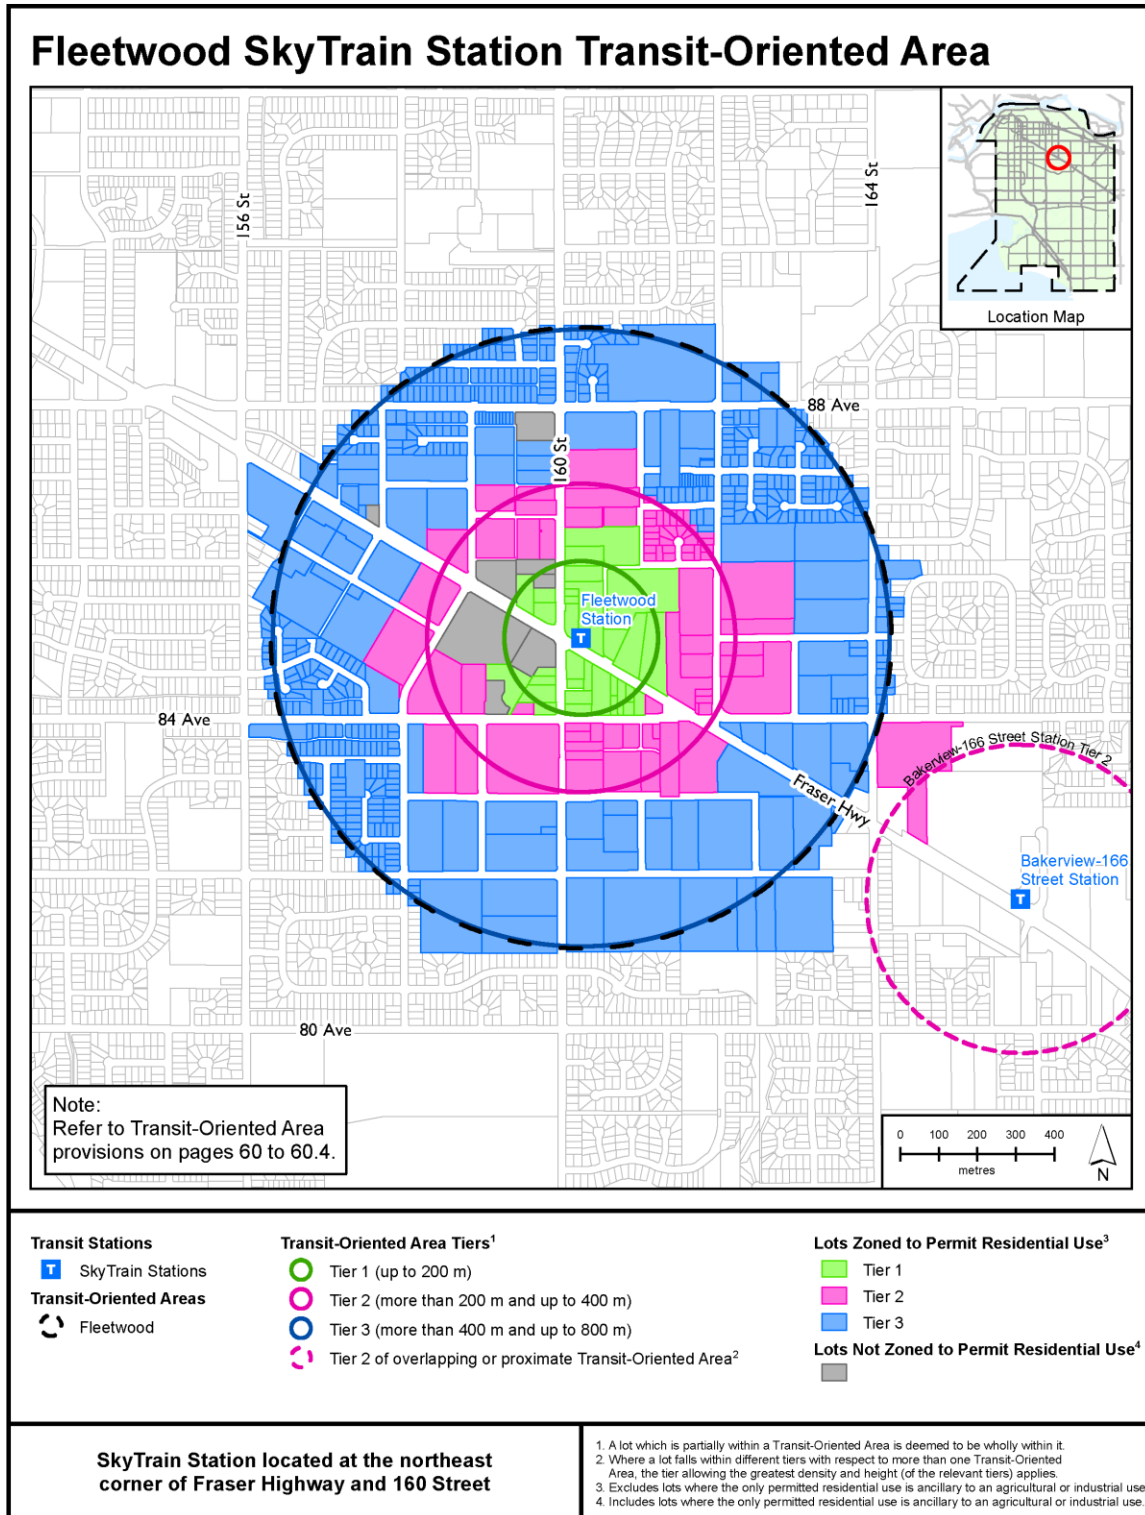 Fleetwood SkyTrain Station Transit-Oriented Area
156 St
164 St
Location Map
88 Ave
160 St
Fleetwood
Station
T
84 Ave
Bakerview-166 Street Station Tier 2
Fraser Hwy
Bakerview-166
Street Station
T
80 Ave
Note:
Refer to Transit-Oriented Area
provisions on pages 60 to 60.4.
0 100 200 300 400
metres
N
Transit Stations
T SkyTrain Stations
Transit-Oriented Areas
Fleetwood
Transit-Oriented Area Tiers1
Tier 1 (up to 200 m)
Tier 2 (more than 200 m and up to 400 m)
Tier 3 (more than 400 m and up to 800 m)
Tier 2 of overlapping or proximate Transit-Oriented Area2
Lots Zoned to Permit Residential Use3
Tier 1
Tier 2
Tier 3
Lots Not Zoned to Permit Residential Use4
SkyTrain Station located at the northeast
corner of Fraser Highway and 160 Street
1. A lot which is partially within a Transit-Oriented Area is deemed to be wholly within it.
2. Where a lot falls within different tiers with respect to more than one Transit-Oriented
Area, the tier allowing the greatest density and height (of the relevant tiers) applies.
3. Excludes lots where the only permitted residential use is ancillary to an agricultural or industrial use
4. Includes lots where the only permitted residential use is ancillary to an agricultural or industrial use.